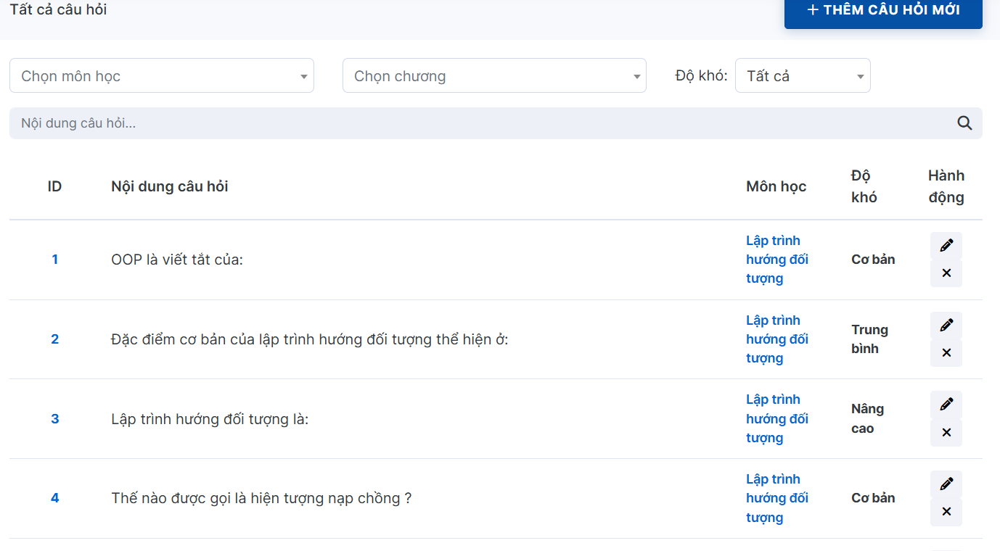 Tất cả câu hỏi
+ THÊM CÂU HỎI MỚI
Chọn môn học
Chọn chương
Độ khó:
Tất cả
Nội dung câu hỏi...
ID
Nội dung câu hỏi
Môn học
Độ
khó
Hành
động
1
OOP là viết tắt của:
Lập trình
hướng đối
tượng
Cơ bản
2
Đặc điểm cơ bản của lập trình hướng đối tượng thể hiện ở:
Lập trình
hướng đối
tượng
Trung
bình
3
Lập trình hướng đối tượng là:
Lập trình
hướng đối
tượng
Nâng
cao
4
Thế nào được gọi là hiện tượng nạp chồng ?
Lập trình
hướng đối
tượng
Cơ bản